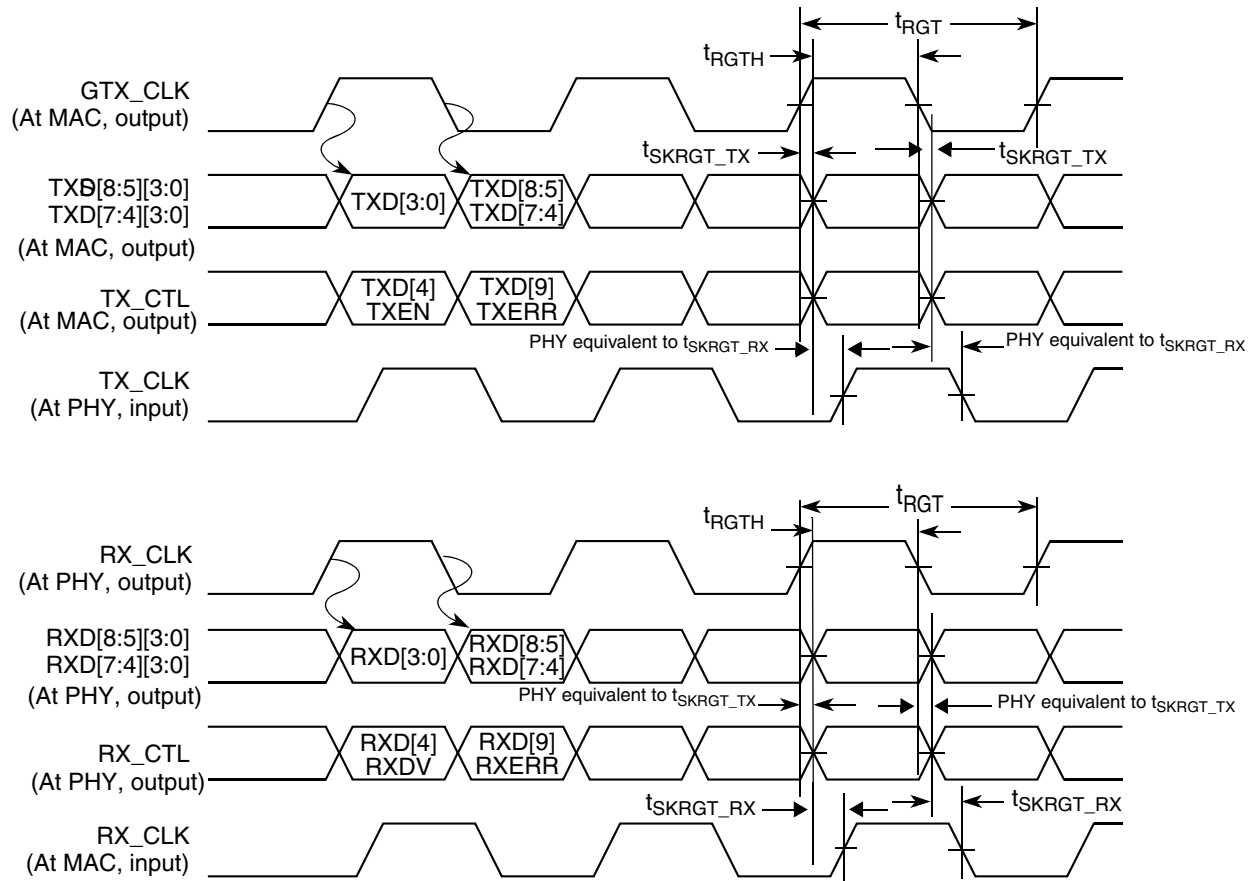 tRGT
tRGTH
GTX_CLK
(At MAC, output)
tSKRGT_TX
tSKRGT_TX
TXD[8:5][3:0]
TXD[7:4][3:0]
(At MAC, output)
TXD[3:0]
TXD[8:5]
TXD[7:4]
TX_CTL
(At MAC, output)
TXD[4]
TXEN
TXD[9]
TXERR
PHY equivalent to tSKRGT_RX
PHY equivalent to tSKRGT_RX
TX_CLK
(At PHY, input)
tRGT
tRGTH
RX_CLK
(At PHY, output)
RXD[8:5][3:0]
RXD[7:4][3:0]
(At PHY, output)
RXD[3:0]
RXD[8:5]
RXD[7:4]
PHY equivalent to tSKRGT_TX
PHY equivalent to tSKRGT_TX
RX_CTL
(At PHY, output)
RXD[4]
RXDV
RXD[9]
RXERR
tSKRGT_RX
tSKRGT_RX
RX_CLK
(At MAC, input)